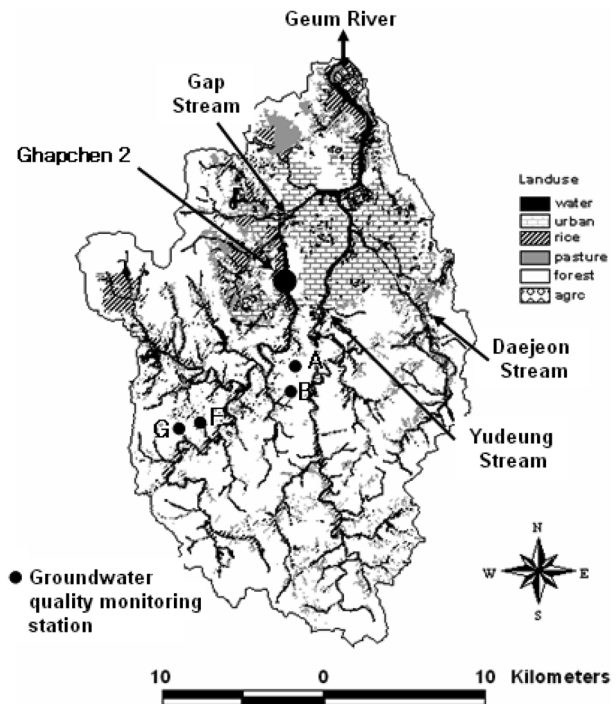 Geum River
Gap
Stream
Ghapchen 2
Landuse
water
urban
rice
pasture
forest
agrc
Daejeon
Stream
A
B
F
G
Yudeung
Stream
N
W
E
S
Groundwater
quality monitoring
station
10 0 10 Kilometers